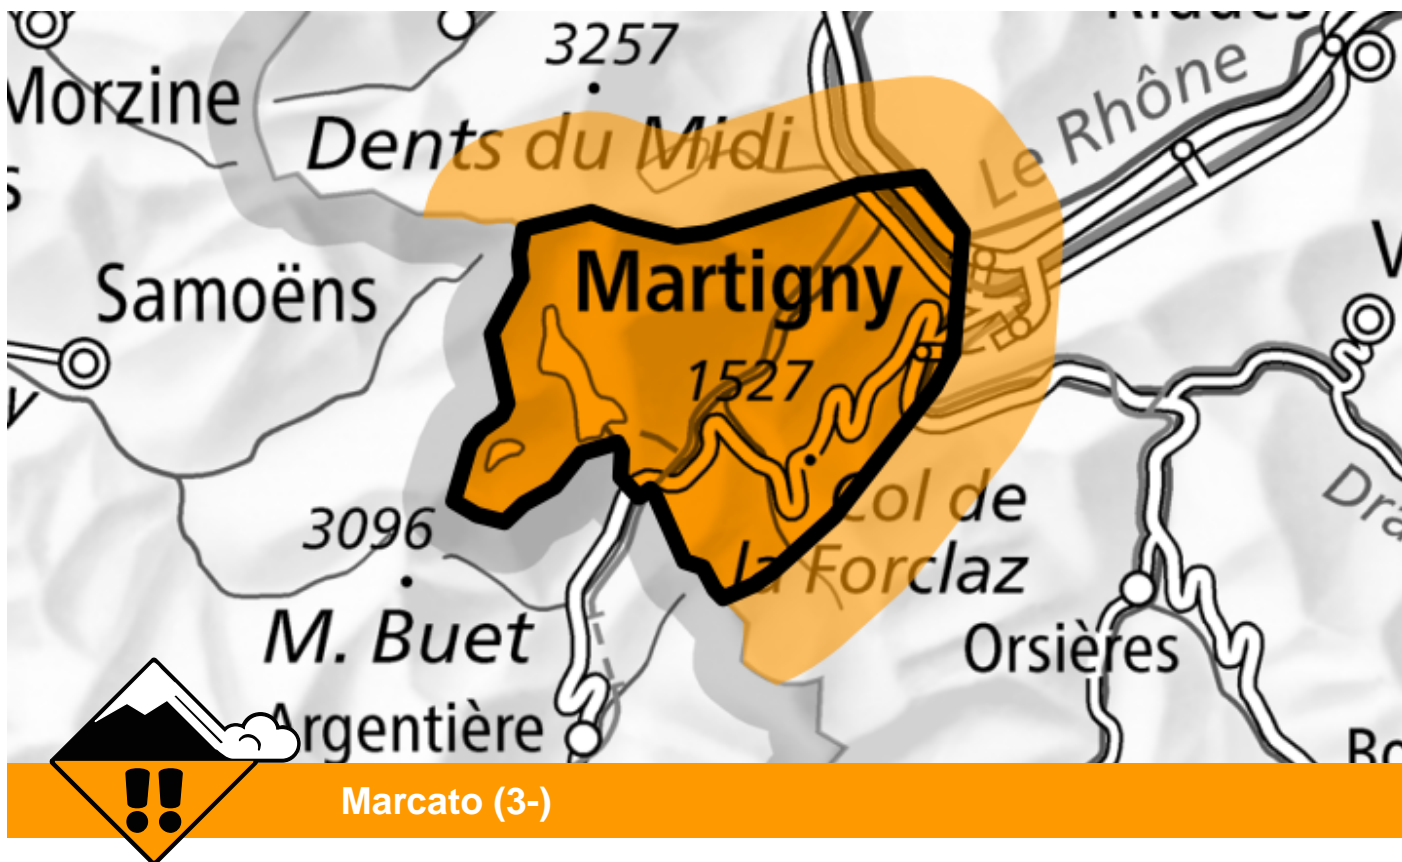 3257
Morzine
Dents du Midi
Le Rhône
Martigny
Samoëns
1527
Col de
la Forclaz
3096
M. Buet
Orsières
Argentière
Marcato (3-)